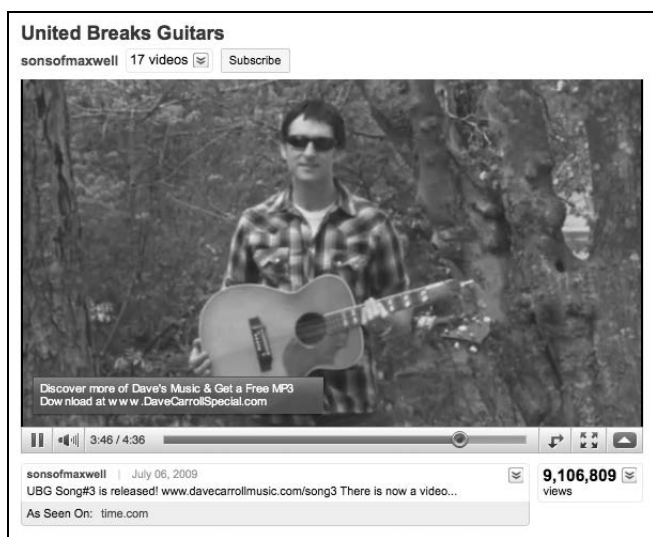 United Breaks Guitars
sonsofmaxwell 17 videos Subscribe
Discover more of Dave's Music & Get a Free MP3
Download at www.DaveCarrollSpecial.com
3:46 / 4:36
sonsofmaxwell | July 06, 2009
UBG Song#3 is released! www.davecarrollmusic.com/song3 There is now a video...
As Seen On: time.com
9,106,809
views